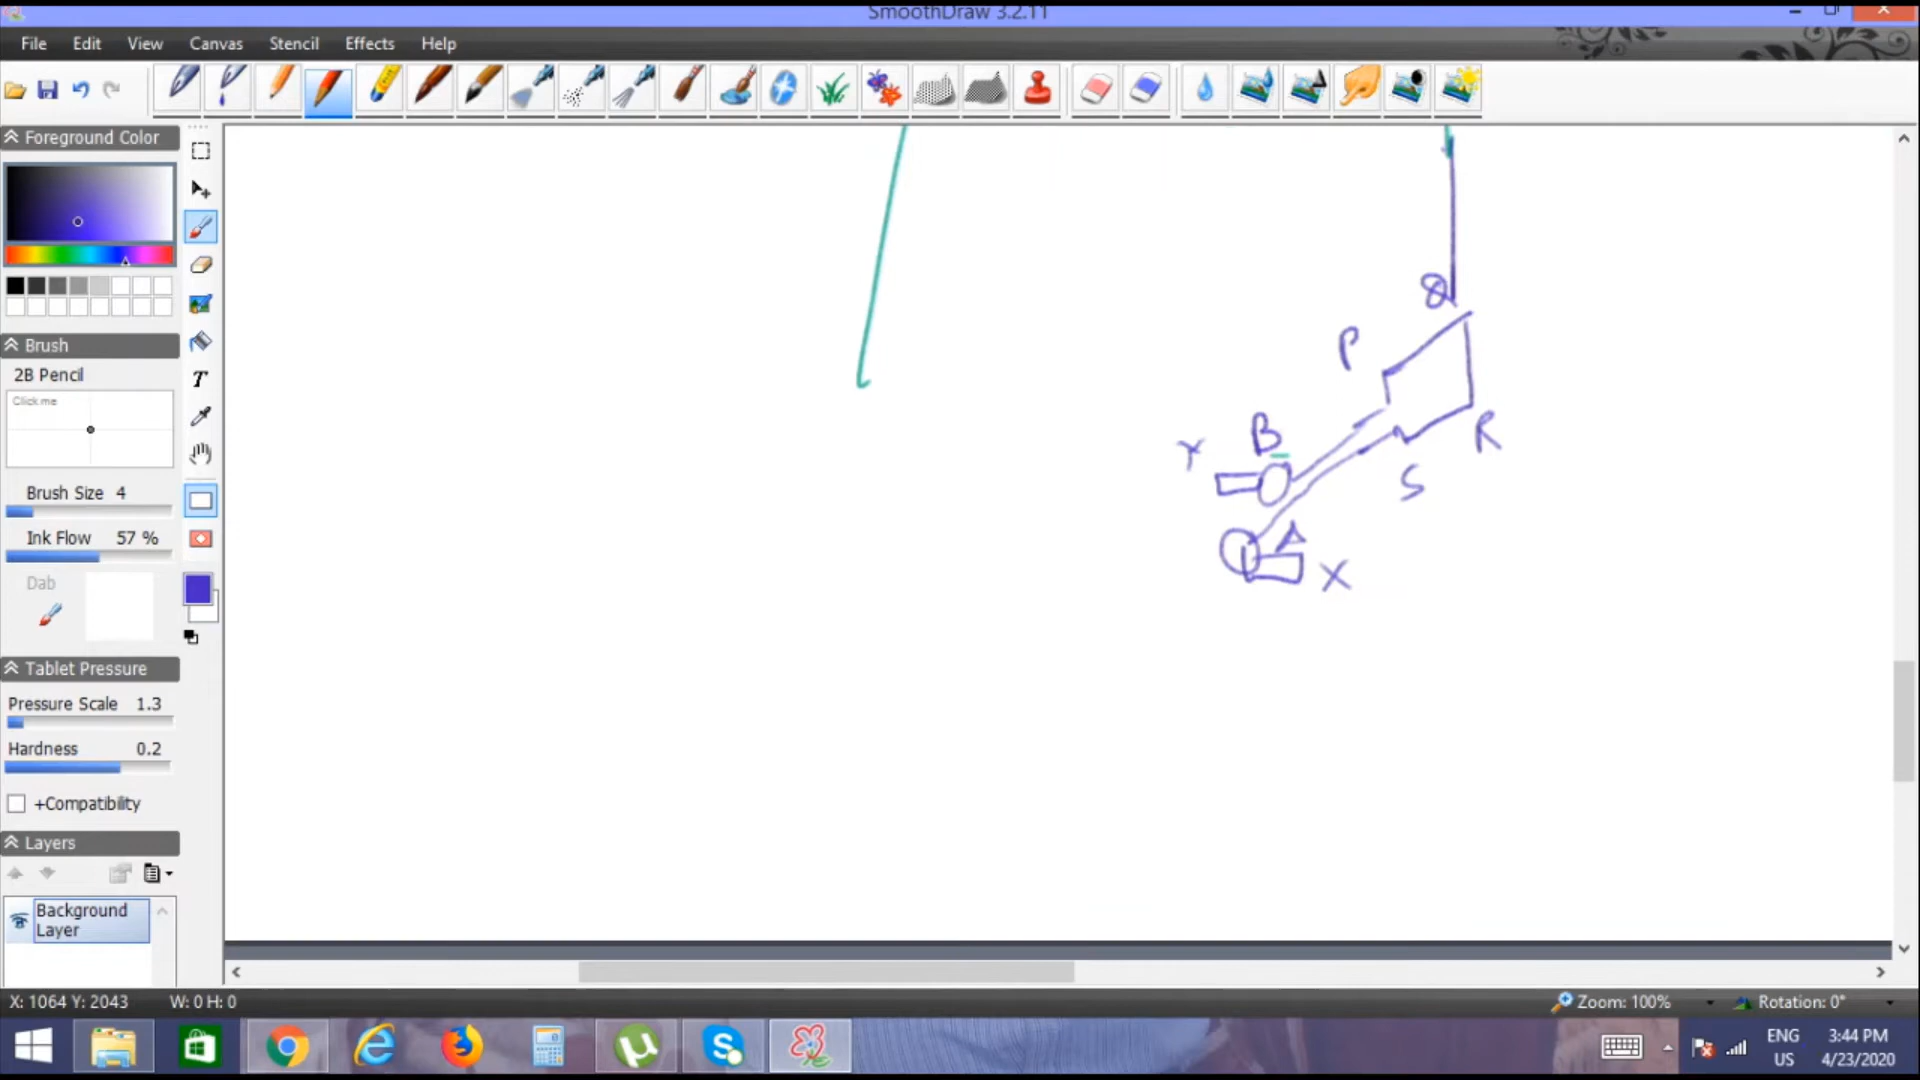 SmoothDraw 3.2.11
File Edit View Canvas Stencil Effects Help
Foreground Color
Brush
2B Pencil
Click me
Brush Size 4
Ink Flow 57 %
Dab
Tablet Pressure
Pressure Scale 1.3
Hardness 0.2
+Compatibility
Layers
Background
Layer
Q
P
B
R
Y
S
A
X
X: 1064 Y: 2043 W: 0 H: 0
Zoom: 100% Rotation: 0°
ENG 3:44 PM
US 4/23/2020